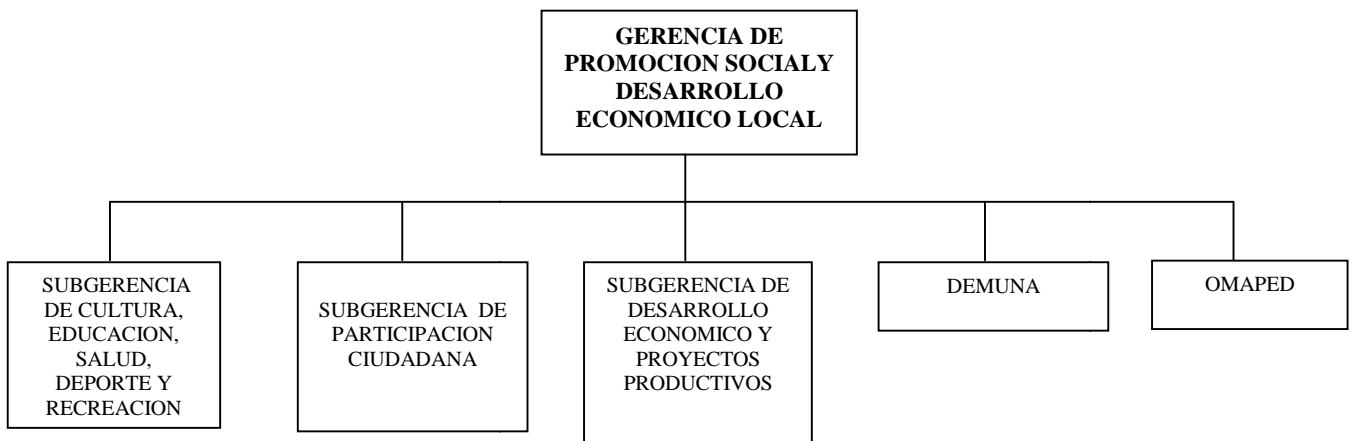 GERENCIA DE
PROMOCION SOCIALY
DESARROLLO
ECONOMICO LOCAL
SUBGERENCIA
DE CULTURA,
EDUCACION,
SALUD,
DEPORTE Y
RECREACION
SUBGERENCIA DE
PARTICIPACION
CIUDADANA
SUBGERENCIA DE
DESARROLLO
ECONOMICO Y
PROYECTOS
PRODUCTIVOS
DEMUNA
OMAPED